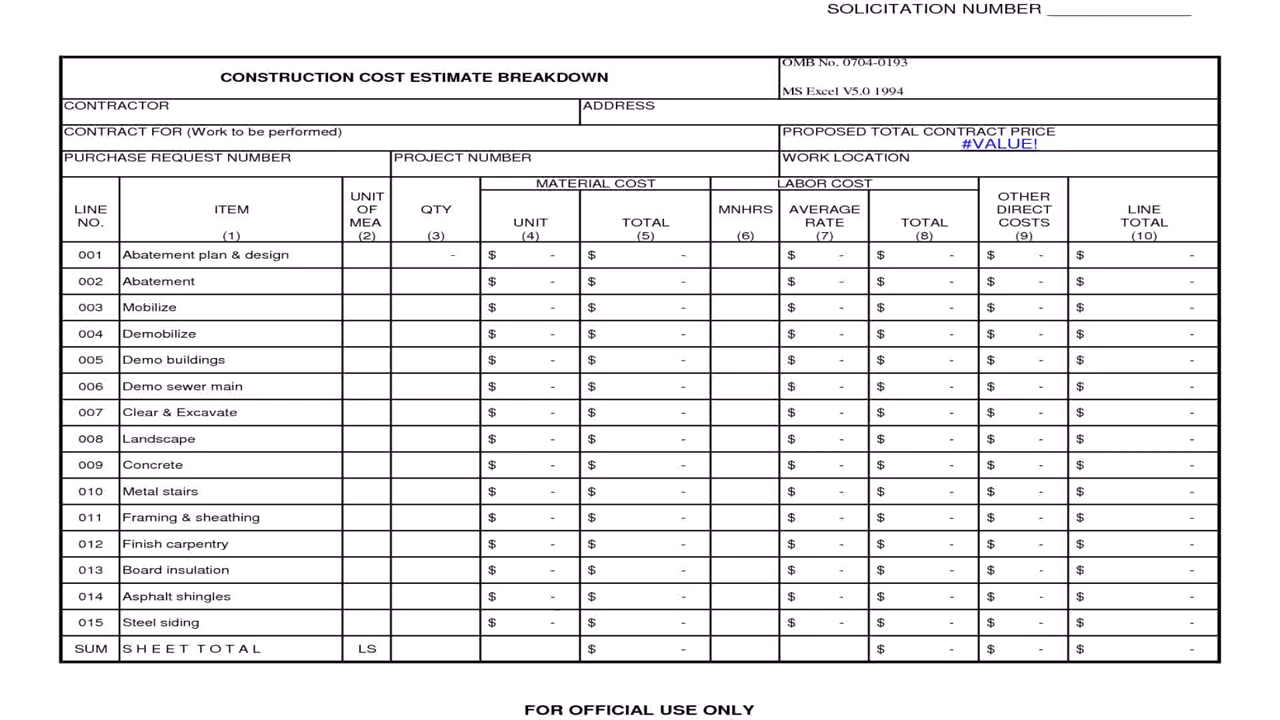 SOLICITATION NUMBER _______________
CONSTRUCTION COST ESTIMATE BREAKDOWN
OMB No. 0704-0193
MS Excel V5.0 1994
CONTRACTOR ADDRESS
CONTRACT FOR (Work to be performed) PROPOSED TOTAL CONTRACT PRICE
#VALUE!
PURCHASE REQUEST NUMBER PROJECT NUMBER WORK LOCATION
MATERIAL COST LABOR COST
UNIT OTHER
LINE ITEM OF QTY MNHRS AVERAGE DIRECT LINE
NO. MEA UNIT TOTAL RATE TOTAL COSTS TOTAL
(1) (2) (3) (4) (5) (6) (7) (8) (9) (10)
001 Abatement plan & design - $ - $ - $ - $ - $ - $ -
002 Abatement $ - $ - $ - $ - $ - $ -
003 Mobilize $ - $ - $ - $ - $ - $ -
004 Demobilize $ - $ - $ - $ - $ - $ -
005 Demo buildings $ - $ - $ - $ - $ - $ -
006 Demo sewer main $ - $ - $ - $ - $ - $ -
007 Clear & Excavate $ - $ - $ - $ - $ - $ -
008 Landscape $ - $ - $ - $ - $ - $ -
009 Concrete $ - $ - $ - $ - $ - $ -
010 Metal stairs $ - $ - $ - $ - $ - $ -
011 Framing & sheathing $ - $ - $ - $ - $ - $ -
012 Finish carpentry $ - $ - $ - $ - $ - $ -
013 Board insulation $ - $ - $ - $ - $ - $ -
014 Asphalt shingles $ - $ - $ - $ - $ - $ -
015 Steel siding $ - $ - $ - $ - $ - $ -
SUM S H E E T T O T A L LS $ - $ - $ - $ -
FOR OFFICIAL USE ONLY